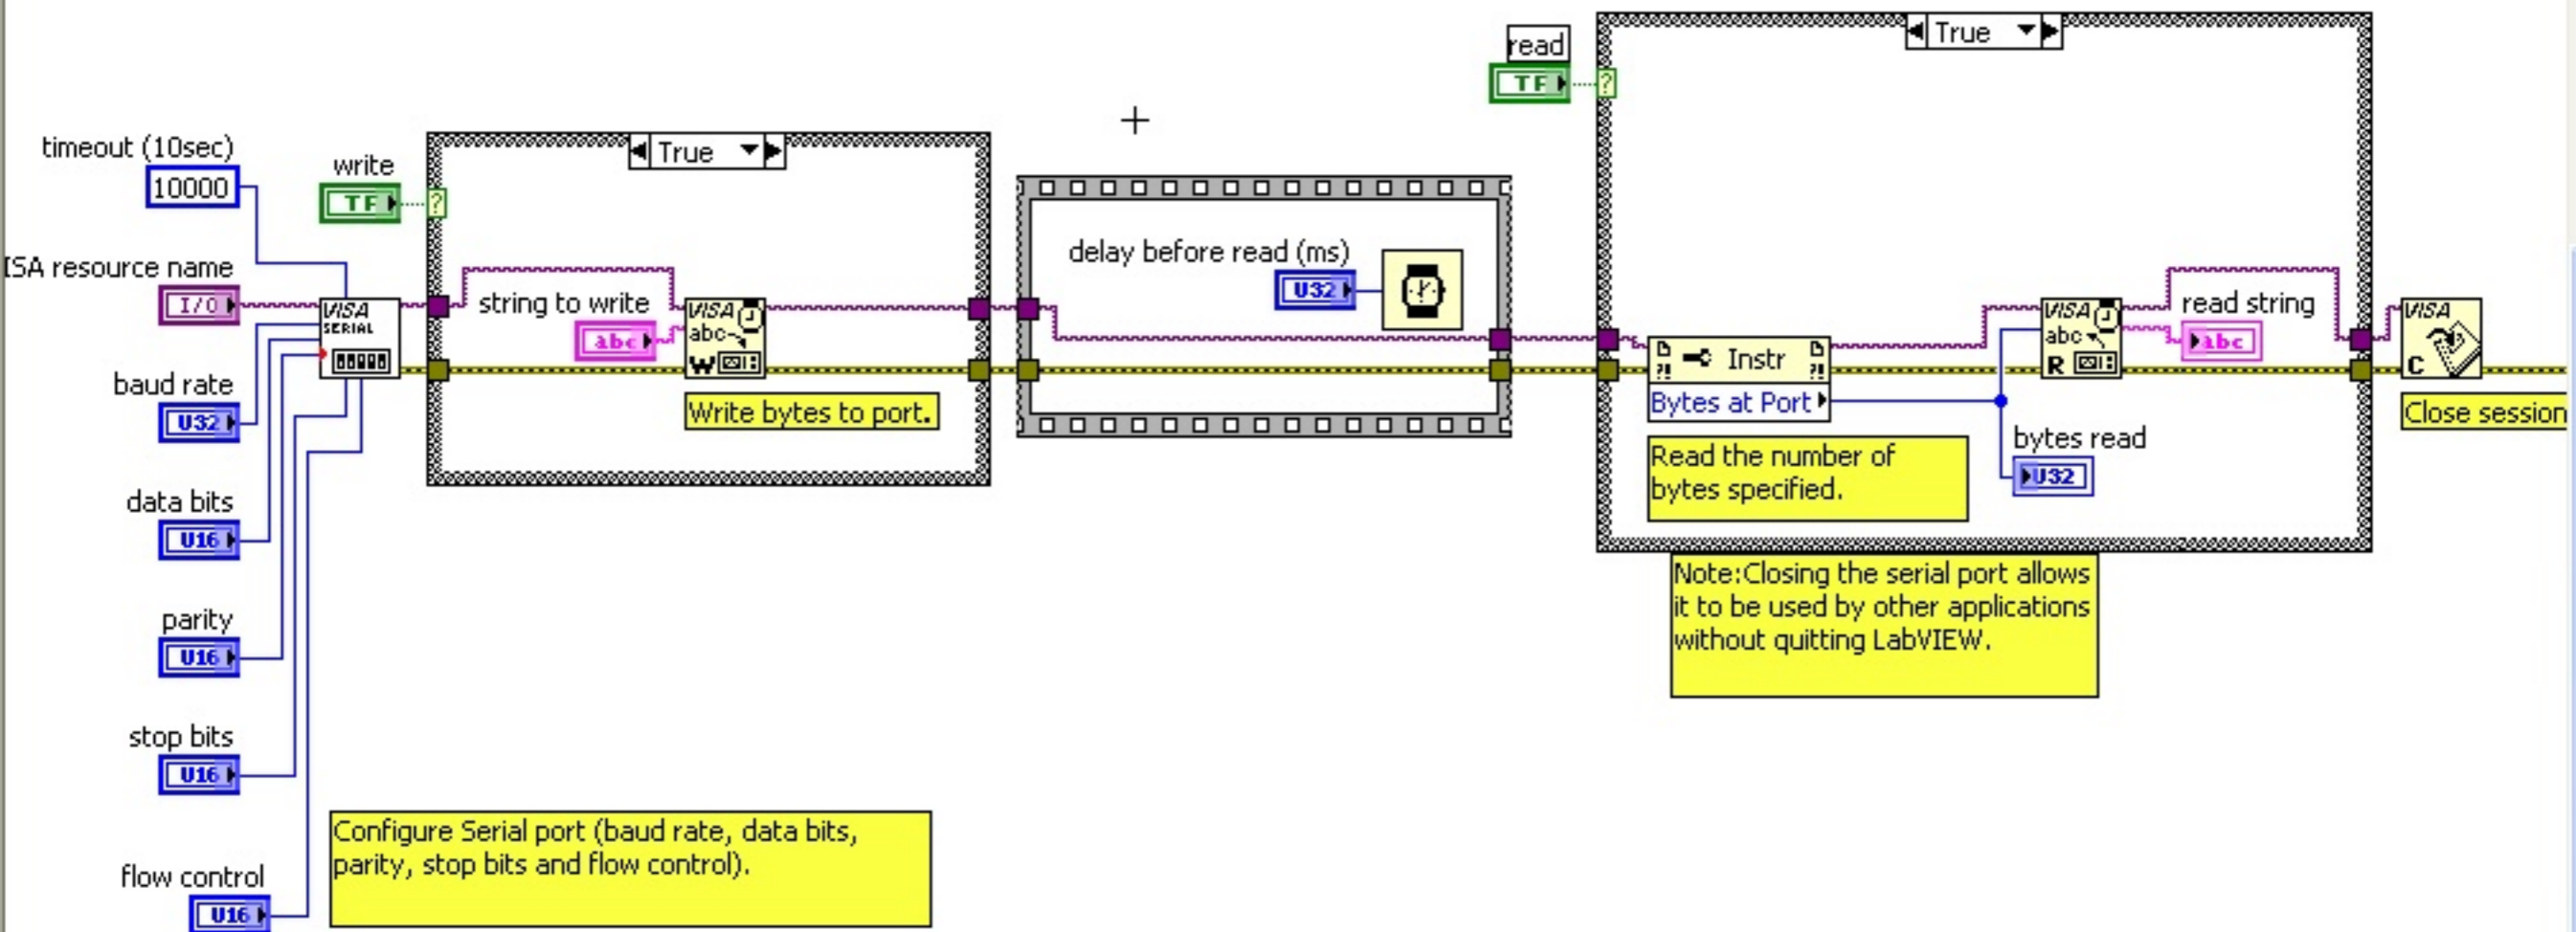 timeout (10sec)
10000
ISA resource name
I/O
baud rate
U32
data bits
U16
parity
U16
stop bits
U16
flow control
U16
VISA
SERIAL
Configure Serial port (baud rate, data bits,
parity, stop bits and flow control).
write
TF
?
True
string to write
abc
VISA
abc
W
Write bytes to port.
delay before read (ms)
U32
read
TF
?
True
Instr
?!
?!
Bytes at Port
Read the number of
bytes specified.
VISA
abc
R
read string
abc
bytes read
U32
Note:Closing the serial port allows
it to be used by other applications
without quitting LabVIEW.
VISA
C
Close session